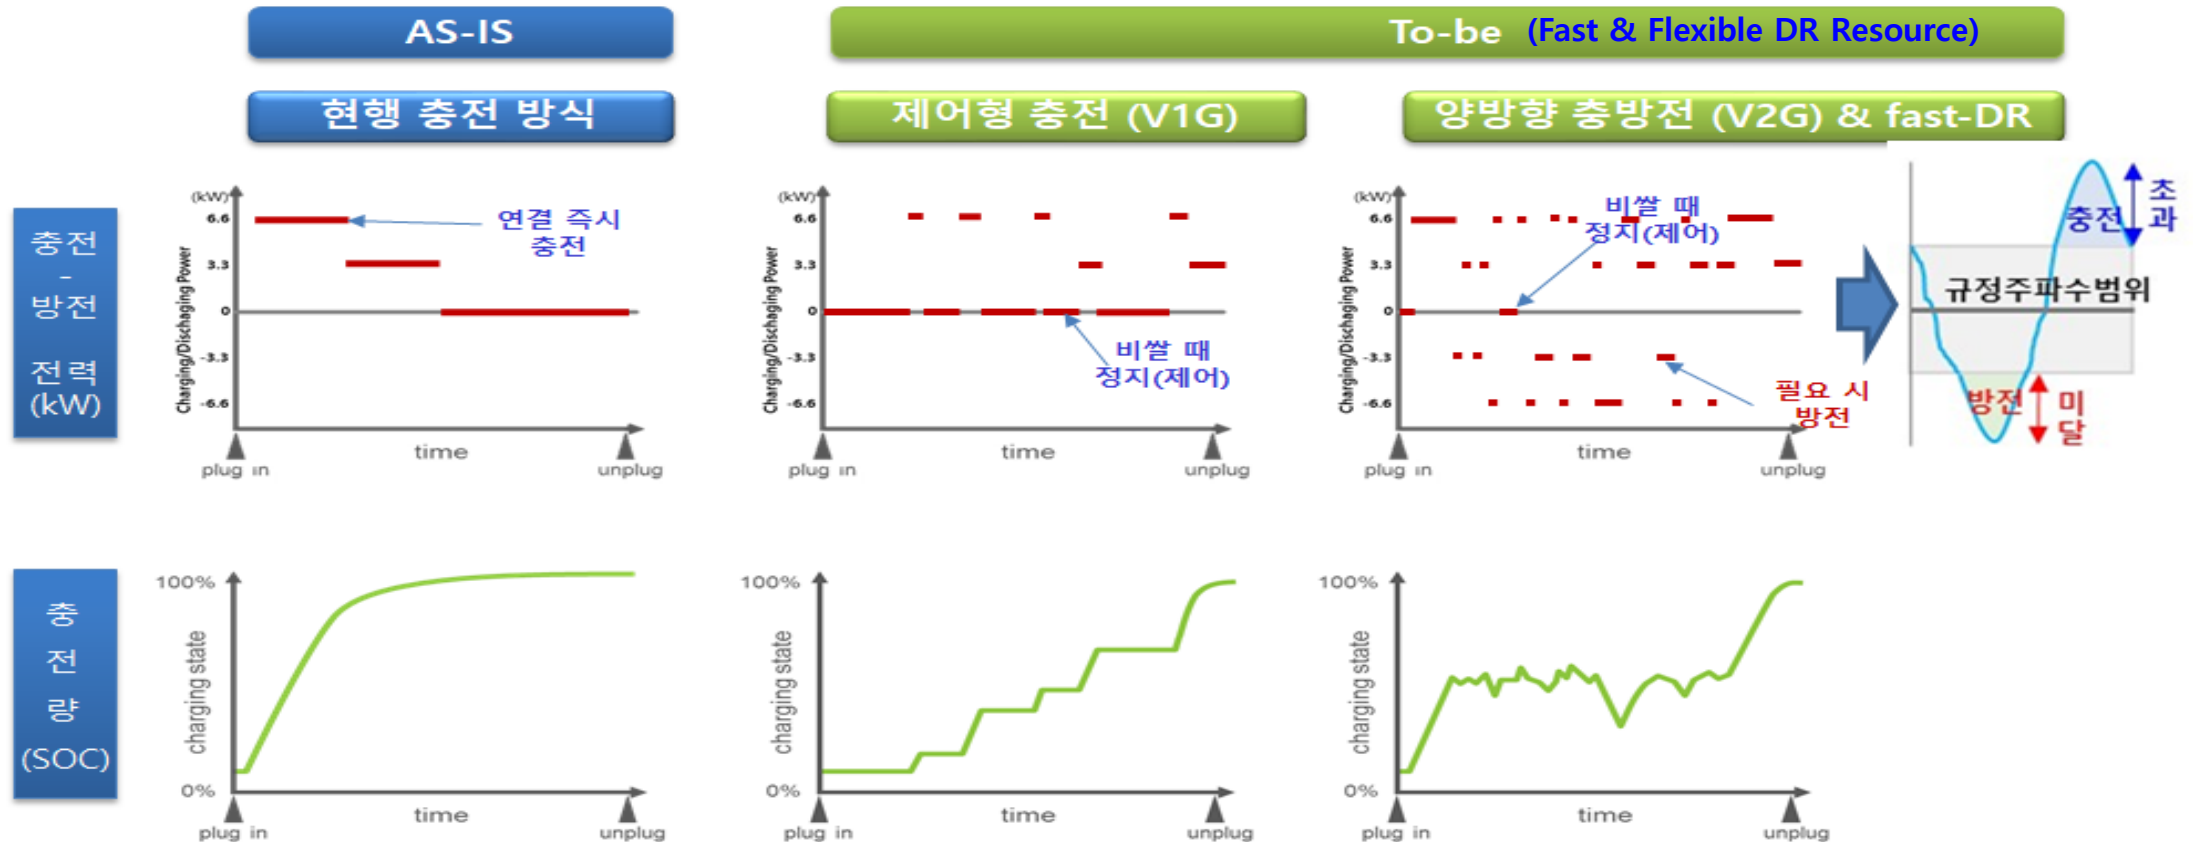 AS-IS
To-be (Fast & Flexible DR Resource)
현행 충전 방식
제어형 충전 (V1G)
양방향 충방전 (V2G) & fast-DR
충전
-
방전
전력
(kW)
(kW)
6.6
3.3
0
-3.3
-6.6
Charging/Dischaging Power
연결 즉시
충전
time
plug in
unplug
(kW)
6.6
3.3
0
-3.3
-6.6
Charging/Dischaging Power
비쌀 때
정지(제어)
time
plug in
unplug
(kW)
6.6
3.3
0
-3.3
-6.6
Charging/Dischaging Power
비쌀 때
정지(제어)
필요 시
방전
time
plug in
unplug
충전
초
과
규정주파수범위
방전
미
달
충
전
량
(SOC)
100%
0%
charging state
time
plug in
unplug
100%
0%
charging state
time
plug in
unplug
100%
0%
charging state
time
plug in
unplug